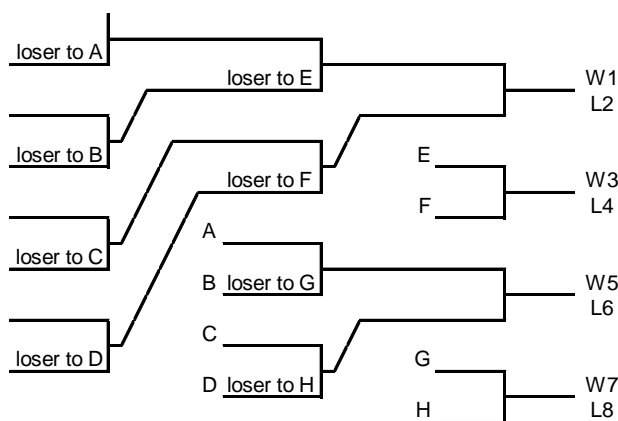 loser to A
loser to E
W1
L2
loser to B
E
loser to F
W3
F
L4
A
loser to C
B loser to G
W5
L6
C
loser to D
D loser to H
G
W7
H
L8